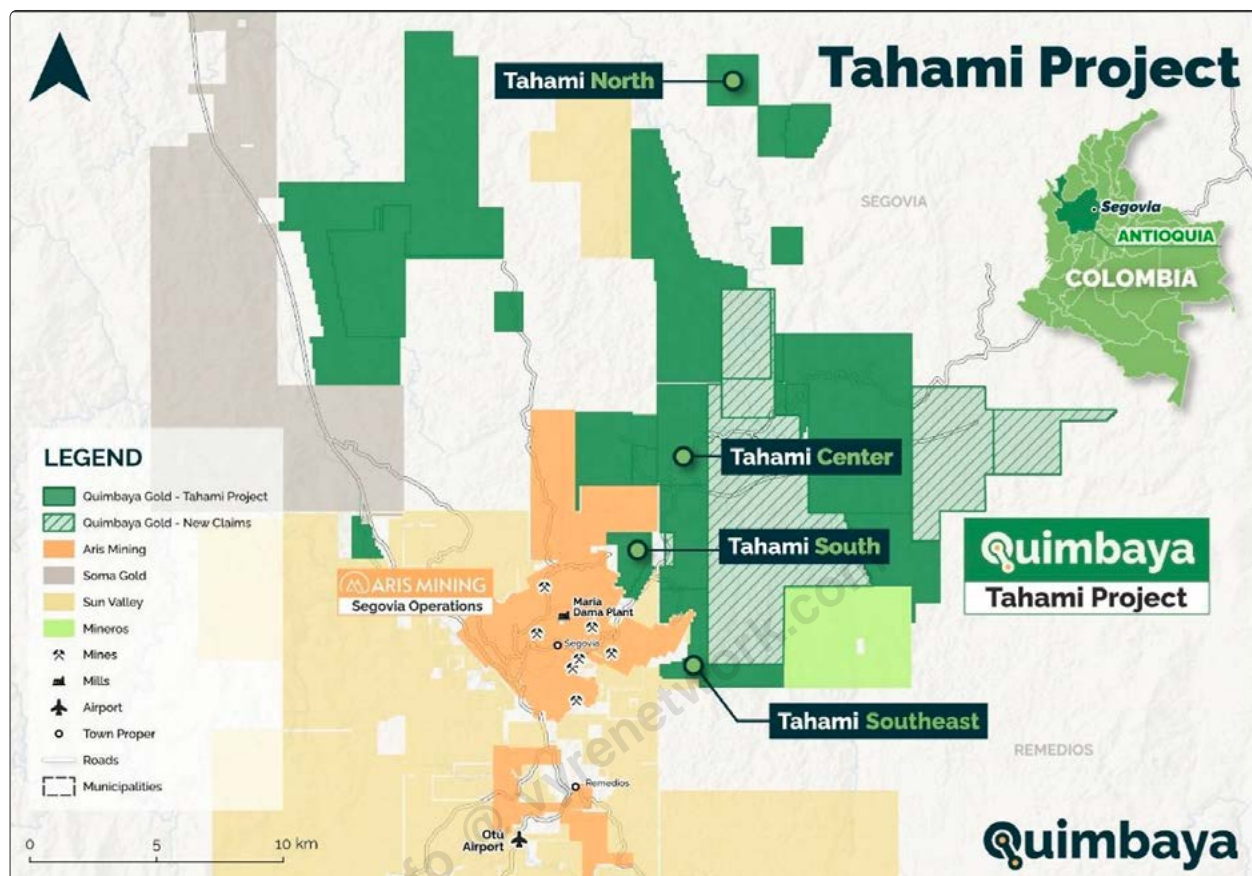 Tahami Project
Tahami North
SEGOVIA
Segovia
ANTIOQUIA
COLOMBIA
Tahami Center
Tahami South
Quimbaya
Tahami Project
LEGEND
Quimbaya Gold - Tahami Project
Quimbaya Gold - New Claims
Aris Mining
Soma Gold
Sun Valley
Mineros
Mines
Mills
Airport
Town Proper
Roads
Municipalities
ARIS MINING
Segovia Operations
Maria
Dama Plant
Segovia
Tahami Southeast
REMEDIOS
Remedios
Otú
Airport
0 5 10 km
Quimbaya